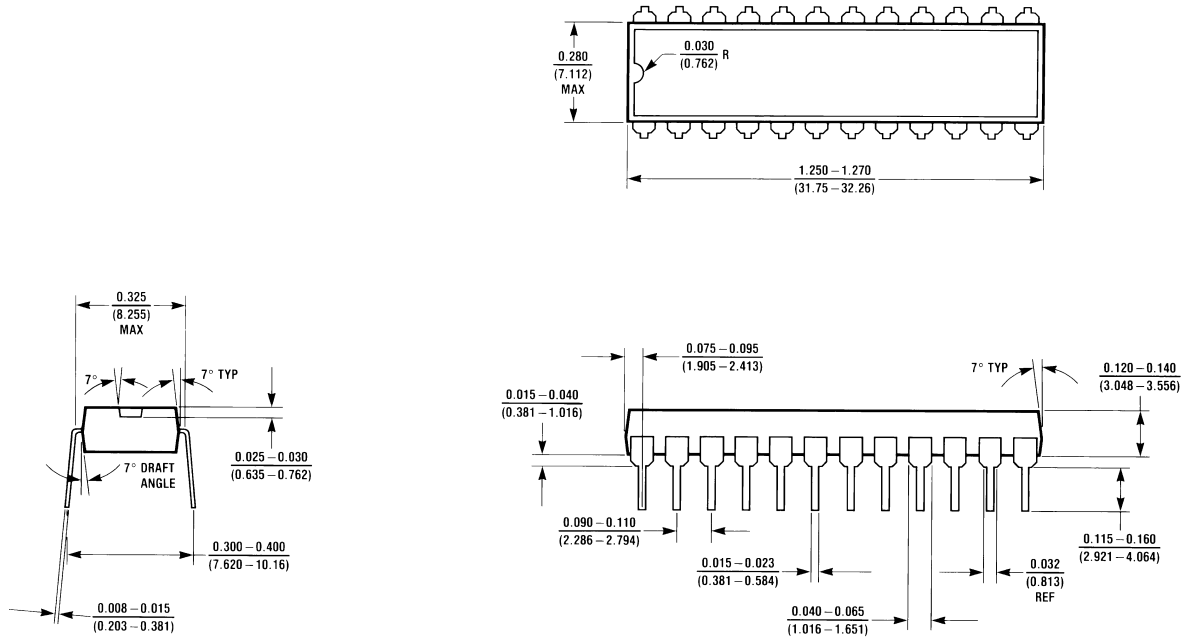 0.280
(7.112)
MAX
0.030
(0.762)
R
1.250 – 1.270
(31.75 – 32.26)
0.325
(8.255)
MAX
7°
7° TYP
0.025 – 0.030
(0.635 – 0.762)
7° DRAFT
ANGLE
0.300 – 0.400
(7.620 – 10.16)
0.008 – 0.015
(0.203 – 0.381)
0.075 – 0.095
(1.905 – 2.413)
7° TYP
0.120 – 0.140
(3.048 – 3.556)
0.015 – 0.040
(0.381 – 1.016)
0.090 – 0.110
(2.286 – 2.794)
0.015 – 0.023
(0.381 – 0.584)
0.040 – 0.065
(1.016 – 1.651)
0.032
(0.813)
REF
0.115 – 0.160
(2.921 – 4.064)